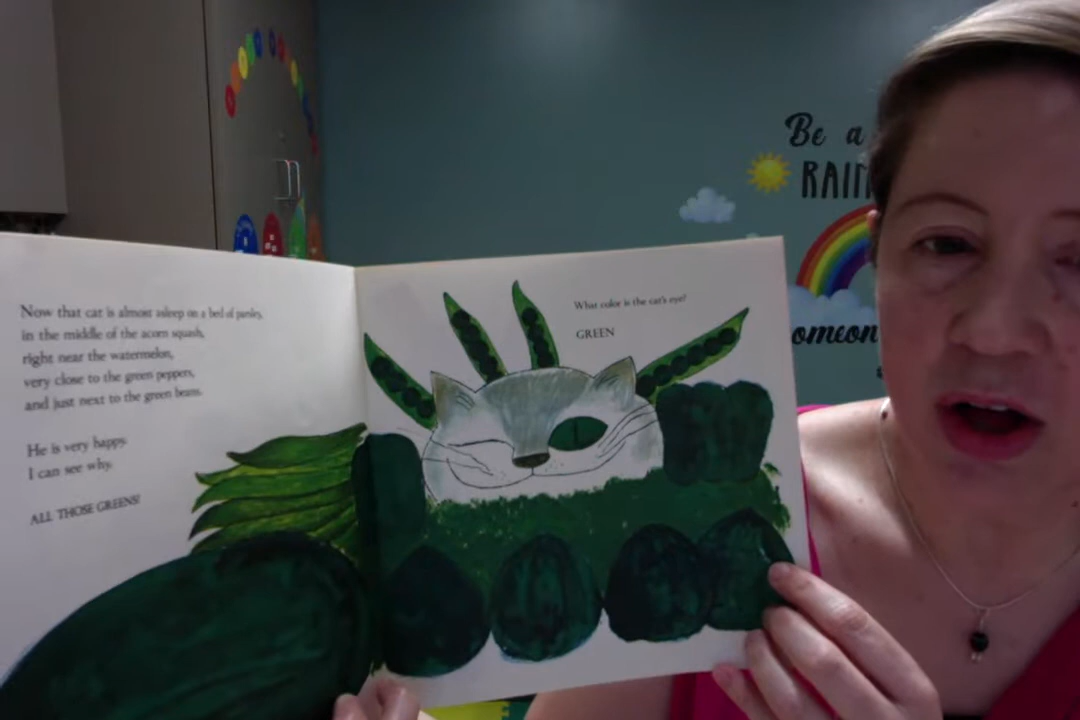 Be a
RAIN
omeon
Now that cat is almost asleep on a bed of parsley,
in the middle of the acorn squash,
right near the watermelon,
very close to the green peppers,
and just next to the green beans.
He is very happy.
I can see why.
ALL THOSE GREENS!
What color is the cat's eye?
GREEN